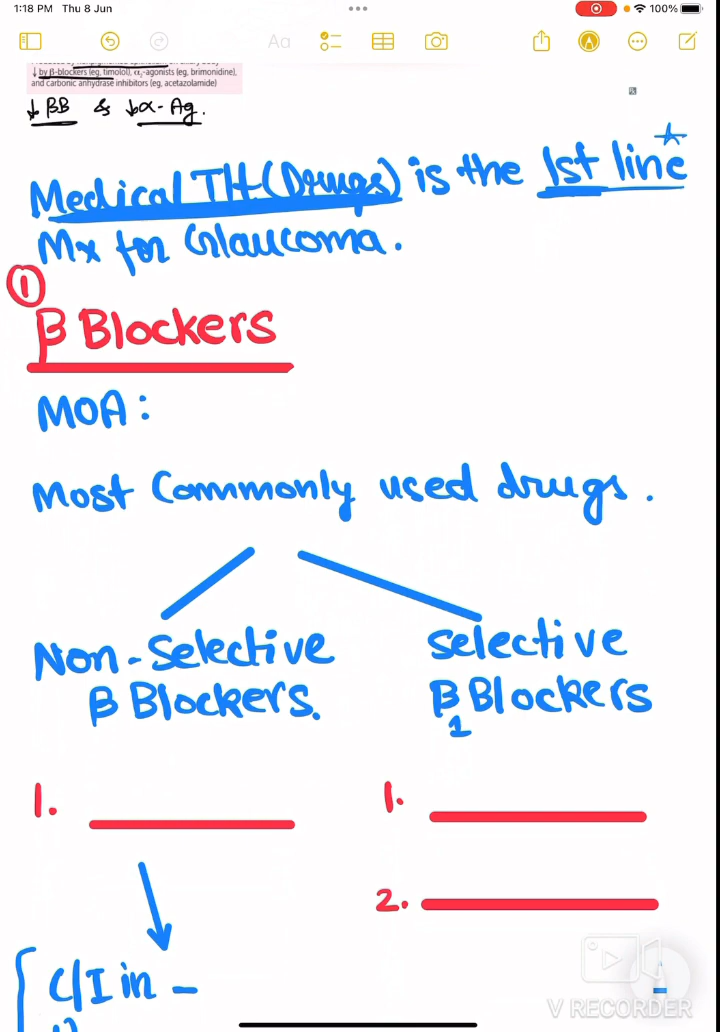 1:18 PM Thu 8 Jun
100%
Aa
↓ by β-blockers (eg, timolol), α₂-agonists (eg, brimonidine),
and carbonic anhydrase inhibitors (eg, acetazolamide)
↓ βB & ↓α-Ag.
Medical TH (Drugs) is the 1st line
Mx for Glaucoma.
①
β Blockers
MOA:
Most Commonly used drugs.
Non-Selective
β Blockers.
selective
β1 Blockers
1.
1.
2.
C/I in -
V RECORDER